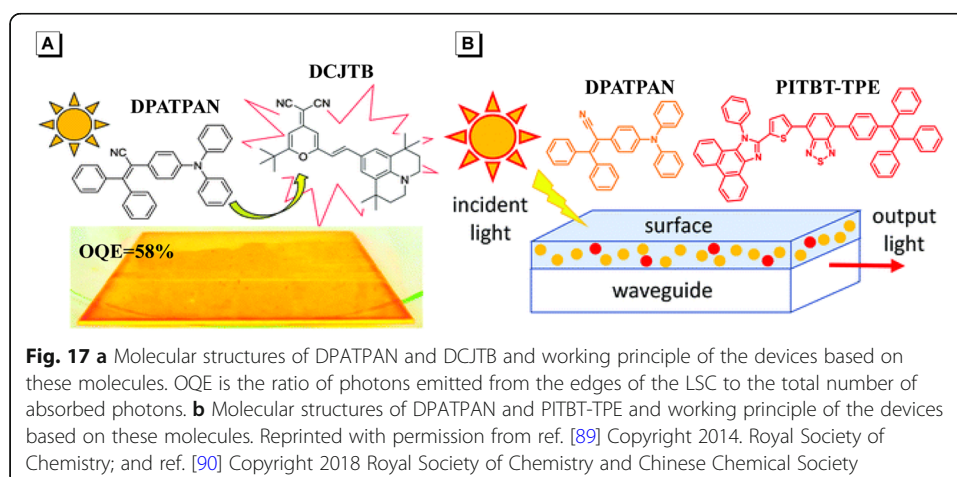 A
DPATPAN
DCJTB
NC
CN
CN
O
N
N
OQE=58%
B
DPATPAN
PITBT-TPE
N
N
N
N
S
N
N
S
incident
light
surface
waveguide
output
light
Fig. 17 a Molecular structures of DPATPAN and DCJTB and working principle of the devices based on
these molecules. OQE is the ratio of photons emitted from the edges of the LSC to the total number of
absorbed photons. b Molecular structures of DPATPAN and PITBT-TPE and working principle of the devices
based on these molecules. Reprinted with permission from ref. [89] Copyright 2014. Royal Society of
Chemistry; and ref. [90] Copyright 2018 Royal Society of Chemistry and Chinese Chemical Society